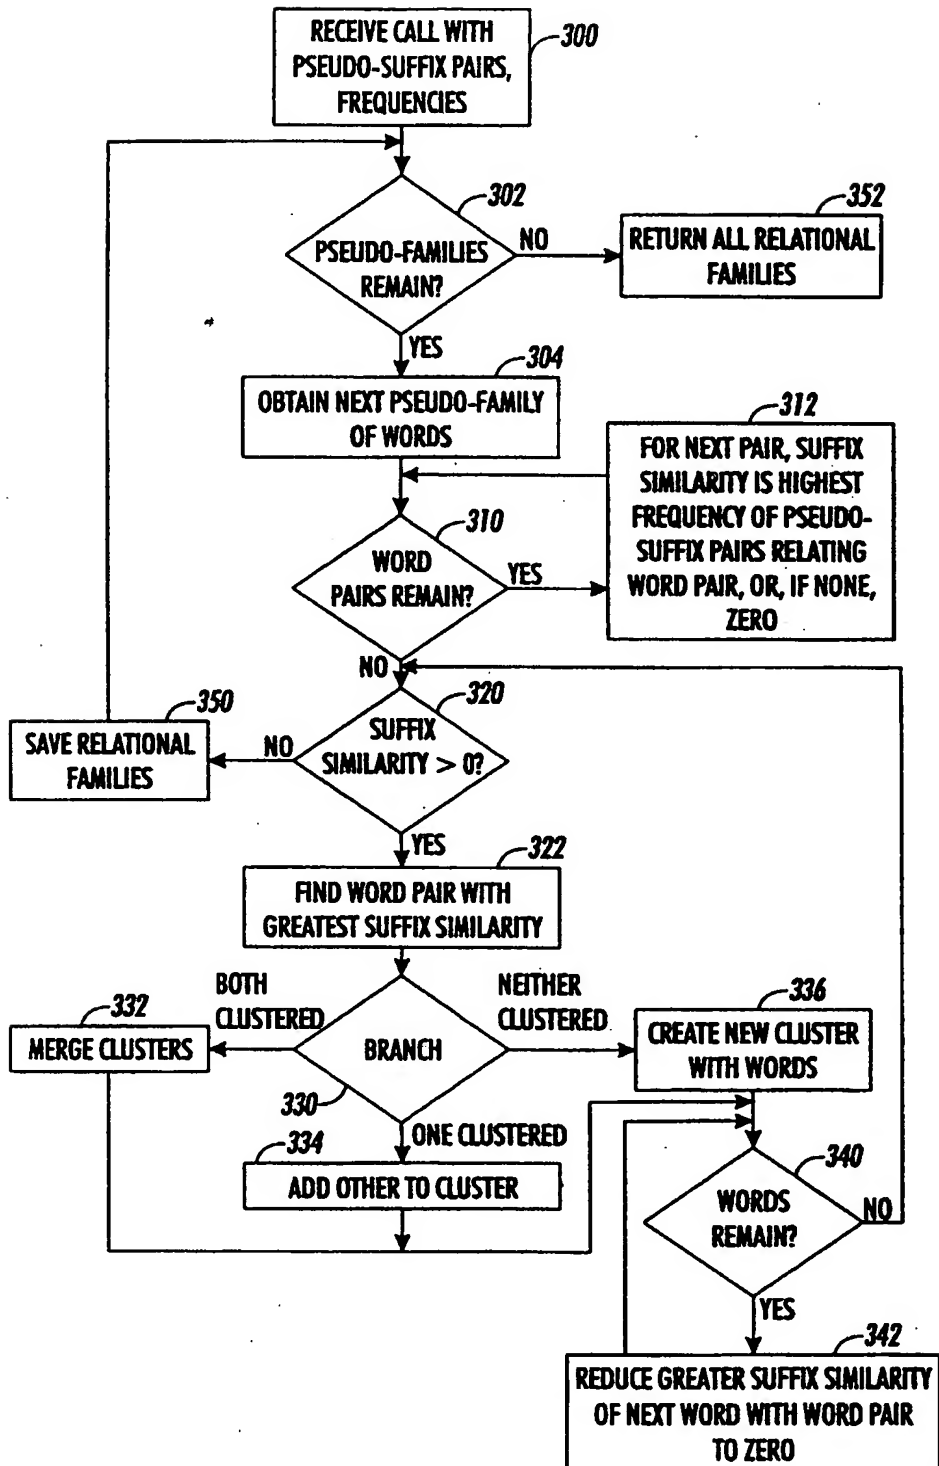 RECEIVE CALL WITH
PSEUDO-SUFFIX PAIRS,
FREQUENCIES
300
302
PSEUDO-FAMILIES
REMAIN?
NO
352
RETURN ALL RELATIONAL
FAMILIES
YES
304
OBTAIN NEXT PSEUDO-FAMILY
OF WORDS
312
FOR NEXT PAIR, SUFFIX
SIMILARITY IS HIGHEST
FREQUENCY OF PSEUDO-
SUFFIX PAIRS RELATING
WORD PAIR, OR, IF NONE,
ZERO
310
WORD
PAIRS REMAIN?
YES
NO
320
SUFFIX
SIMILARITY > 0?
NO
350
SAVE RELATIONAL
FAMILIES
YES
322
FIND WORD PAIR WITH
GREATEST SUFFIX SIMILARITY
BOTH
CLUSTERED
NEITHER
CLUSTERED
332
MERGE CLUSTERS
BRANCH
330
336
CREATE NEW CLUSTER
WITH WORDS
ONE CLUSTERED
334
ADD OTHER TO CLUSTER
340
WORDS
REMAIN?
NO
YES
342
REDUCE GREATER SUFFIX SIMILARITY
OF NEXT WORD WITH WORD PAIR
TO ZERO